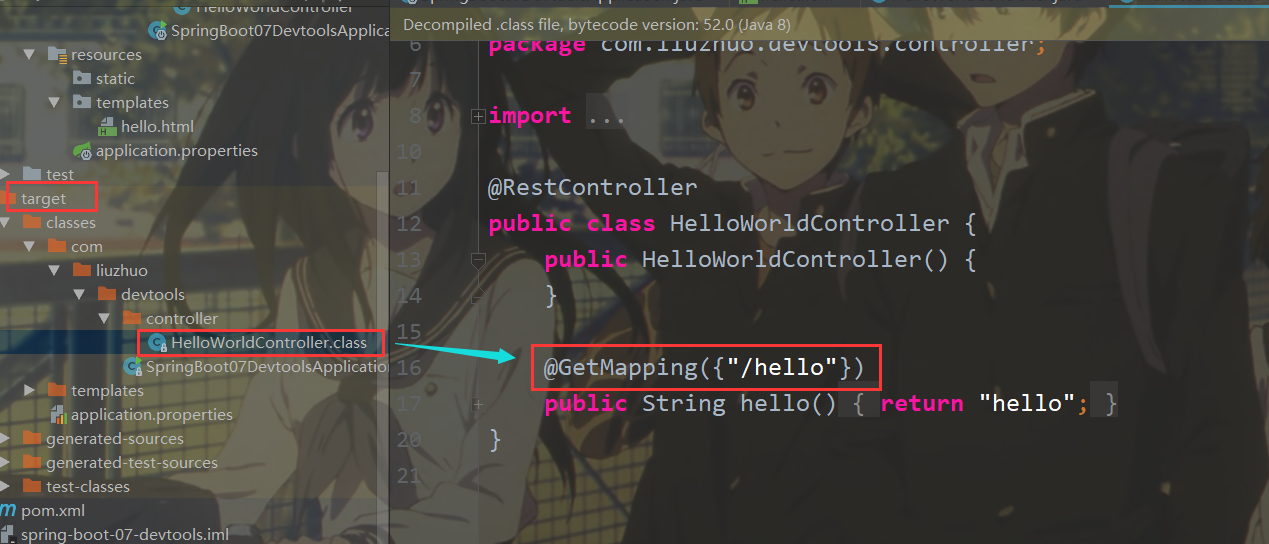 HelloWorldController
SpringBoot07DevtoolsApplica
resources
static
templates
hello.html
application.properties
test
target
classes
com
liuzhuo
devtools
controller
HelloWorldController.class
SpringBoot07DevtoolsApplication
templates
application.properties
generated-sources
generated-test-sources
test-classes
pom.xml
spring-boot-07-devtools.iml
Decompiled .class file, bytecode version: 52.0 (Java 8)
6 package com.liuzhuo.devtools.controller;
7
8 import ...
10
11 @RestController
12 public class HelloWorldController {
13 public HelloWorldController() {
14 }
15
16 @GetMapping({"/hello"})
17 public String hello() { return "hello"; }
20 }
21